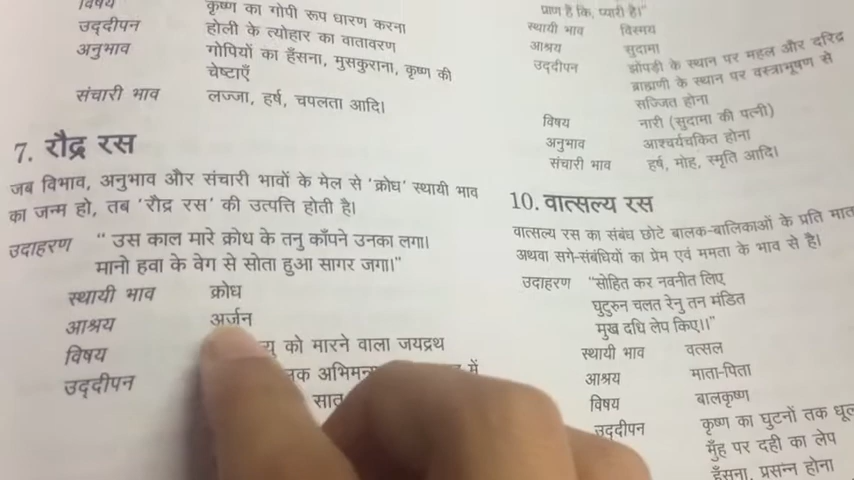 विषय कृष्ण का गोपी रूप धारण करना
उद्दीपन होली के त्योहार का वातावरण
अनुभाव गोपियों का हँसना, मुसकुराना, कृष्ण की
चेष्टाएँ
संचारी भाव लज्जा, हर्ष, चपलता आदि।
7. रौद्र रस
जब विभाव, अनुभाव और संचारी भावों के मेल से 'क्रोध' स्थायी भाव
का जन्म हो, तब 'रौद्र रस' की उत्पत्ति होती है।
उदाहरण " उस काल मारे क्रोध के तनु काँपने उनका लगा।
मानो हवा के वेग से सोता हुआ सागर जगा।"
स्थायी भाव क्रोध
आश्रय अर्जुन
विषय को मारने वाला जयद्रथ
उद्दीपन में
सात
प्राण है कि, प्यारी है।"
स्थायी भाव विस्मय
आश्रय सुदामा
उद्दीपन झोंपड़ी के स्थान पर महल और दरिद्र
ब्राह्मणी के स्थान पर वस्त्राभूषण से
सज्जित होना
विषय नारी (सुदामा की पत्नी)
अनुभाव आश्चर्यचकित होना
संचारी भाव हर्ष, मोह, स्मृति आदि।
10. वात्सल्य रस
वात्सल्य रस का संबंध छोटे बालक-बालिकाओं के प्रति
अथवा सगे-संबंधियों का प्रेम एवं ममता के भाव से है।
उदाहरण "सोहित कर नवनीत लिए
घुटुरुन चलत रेनु तन मंडित
मुख दधि लेप किए।।"
स्थायी भाव वत्सल
आश्रय माता-पिता
विषय बालकृष्ण
उद्दीपन कृष्ण का घुटनों तक
मुँह पर दही का लेप
हँसना, प्रसन्न होना